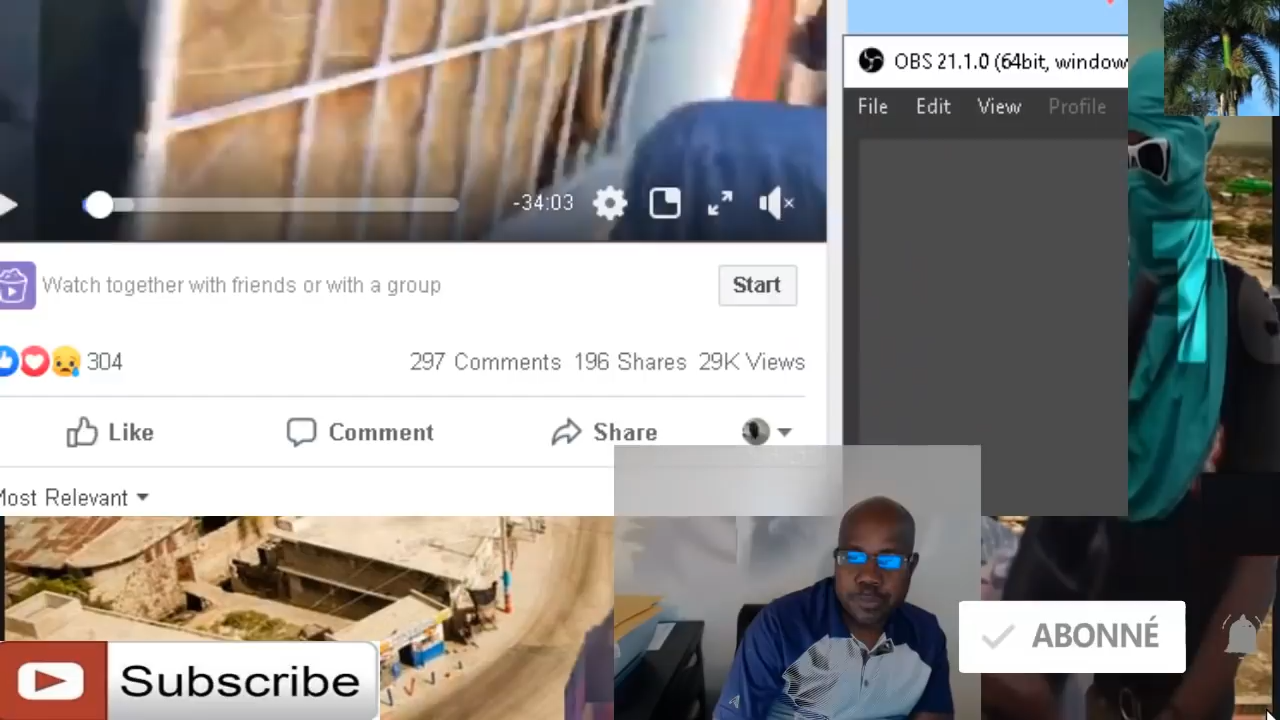 OBS 21.1.0 (64bit, window
File Edit View Profile
-34:03
Watch together with friends or with a group
Start
304
297 Comments 196 Shares 29K Views
Like Comment Share
Most Relevant
Subscribe
ABONNÉ